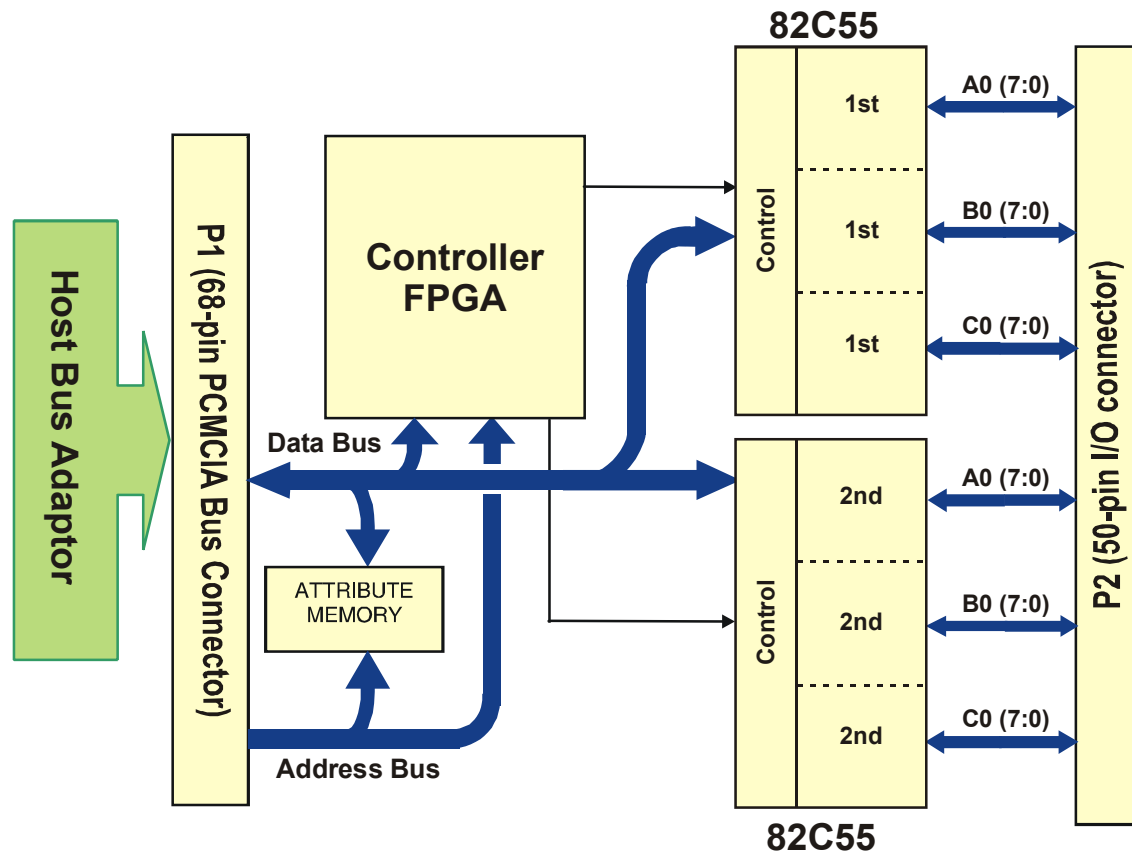 82C55
Host Bus Adaptor
P1 (68-pin PCMCIA Bus Connector)
Controller
FPGA
Data Bus
ATTRIBUTE
MEMORY
Address Bus
Control
1st
1st
1st
A0 (7:0)
B0 (7:0)
C0 (7:0)
Control
2nd
2nd
2nd
A0 (7:0)
B0 (7:0)
C0 (7:0)
P2 (50-pin I/O connector)
82C55